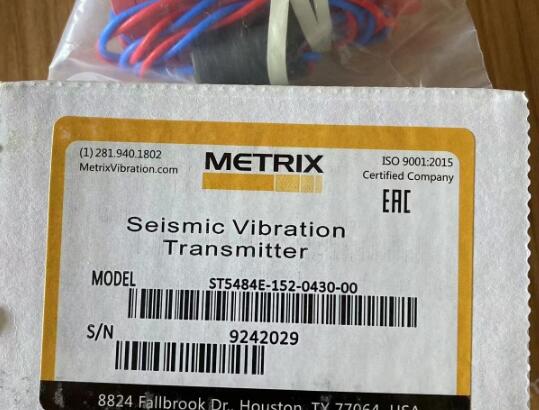 (1) 281.940.1802
MetrixVibration.com
METRIX
ISO 9001:2015
Certified Company
EAC
Seismic Vibration
Transmitter
MODEL ST5484E-152-0430-00
S/N 9242029
8824 Fallbrook Dr., Houston, TX 77064, USA